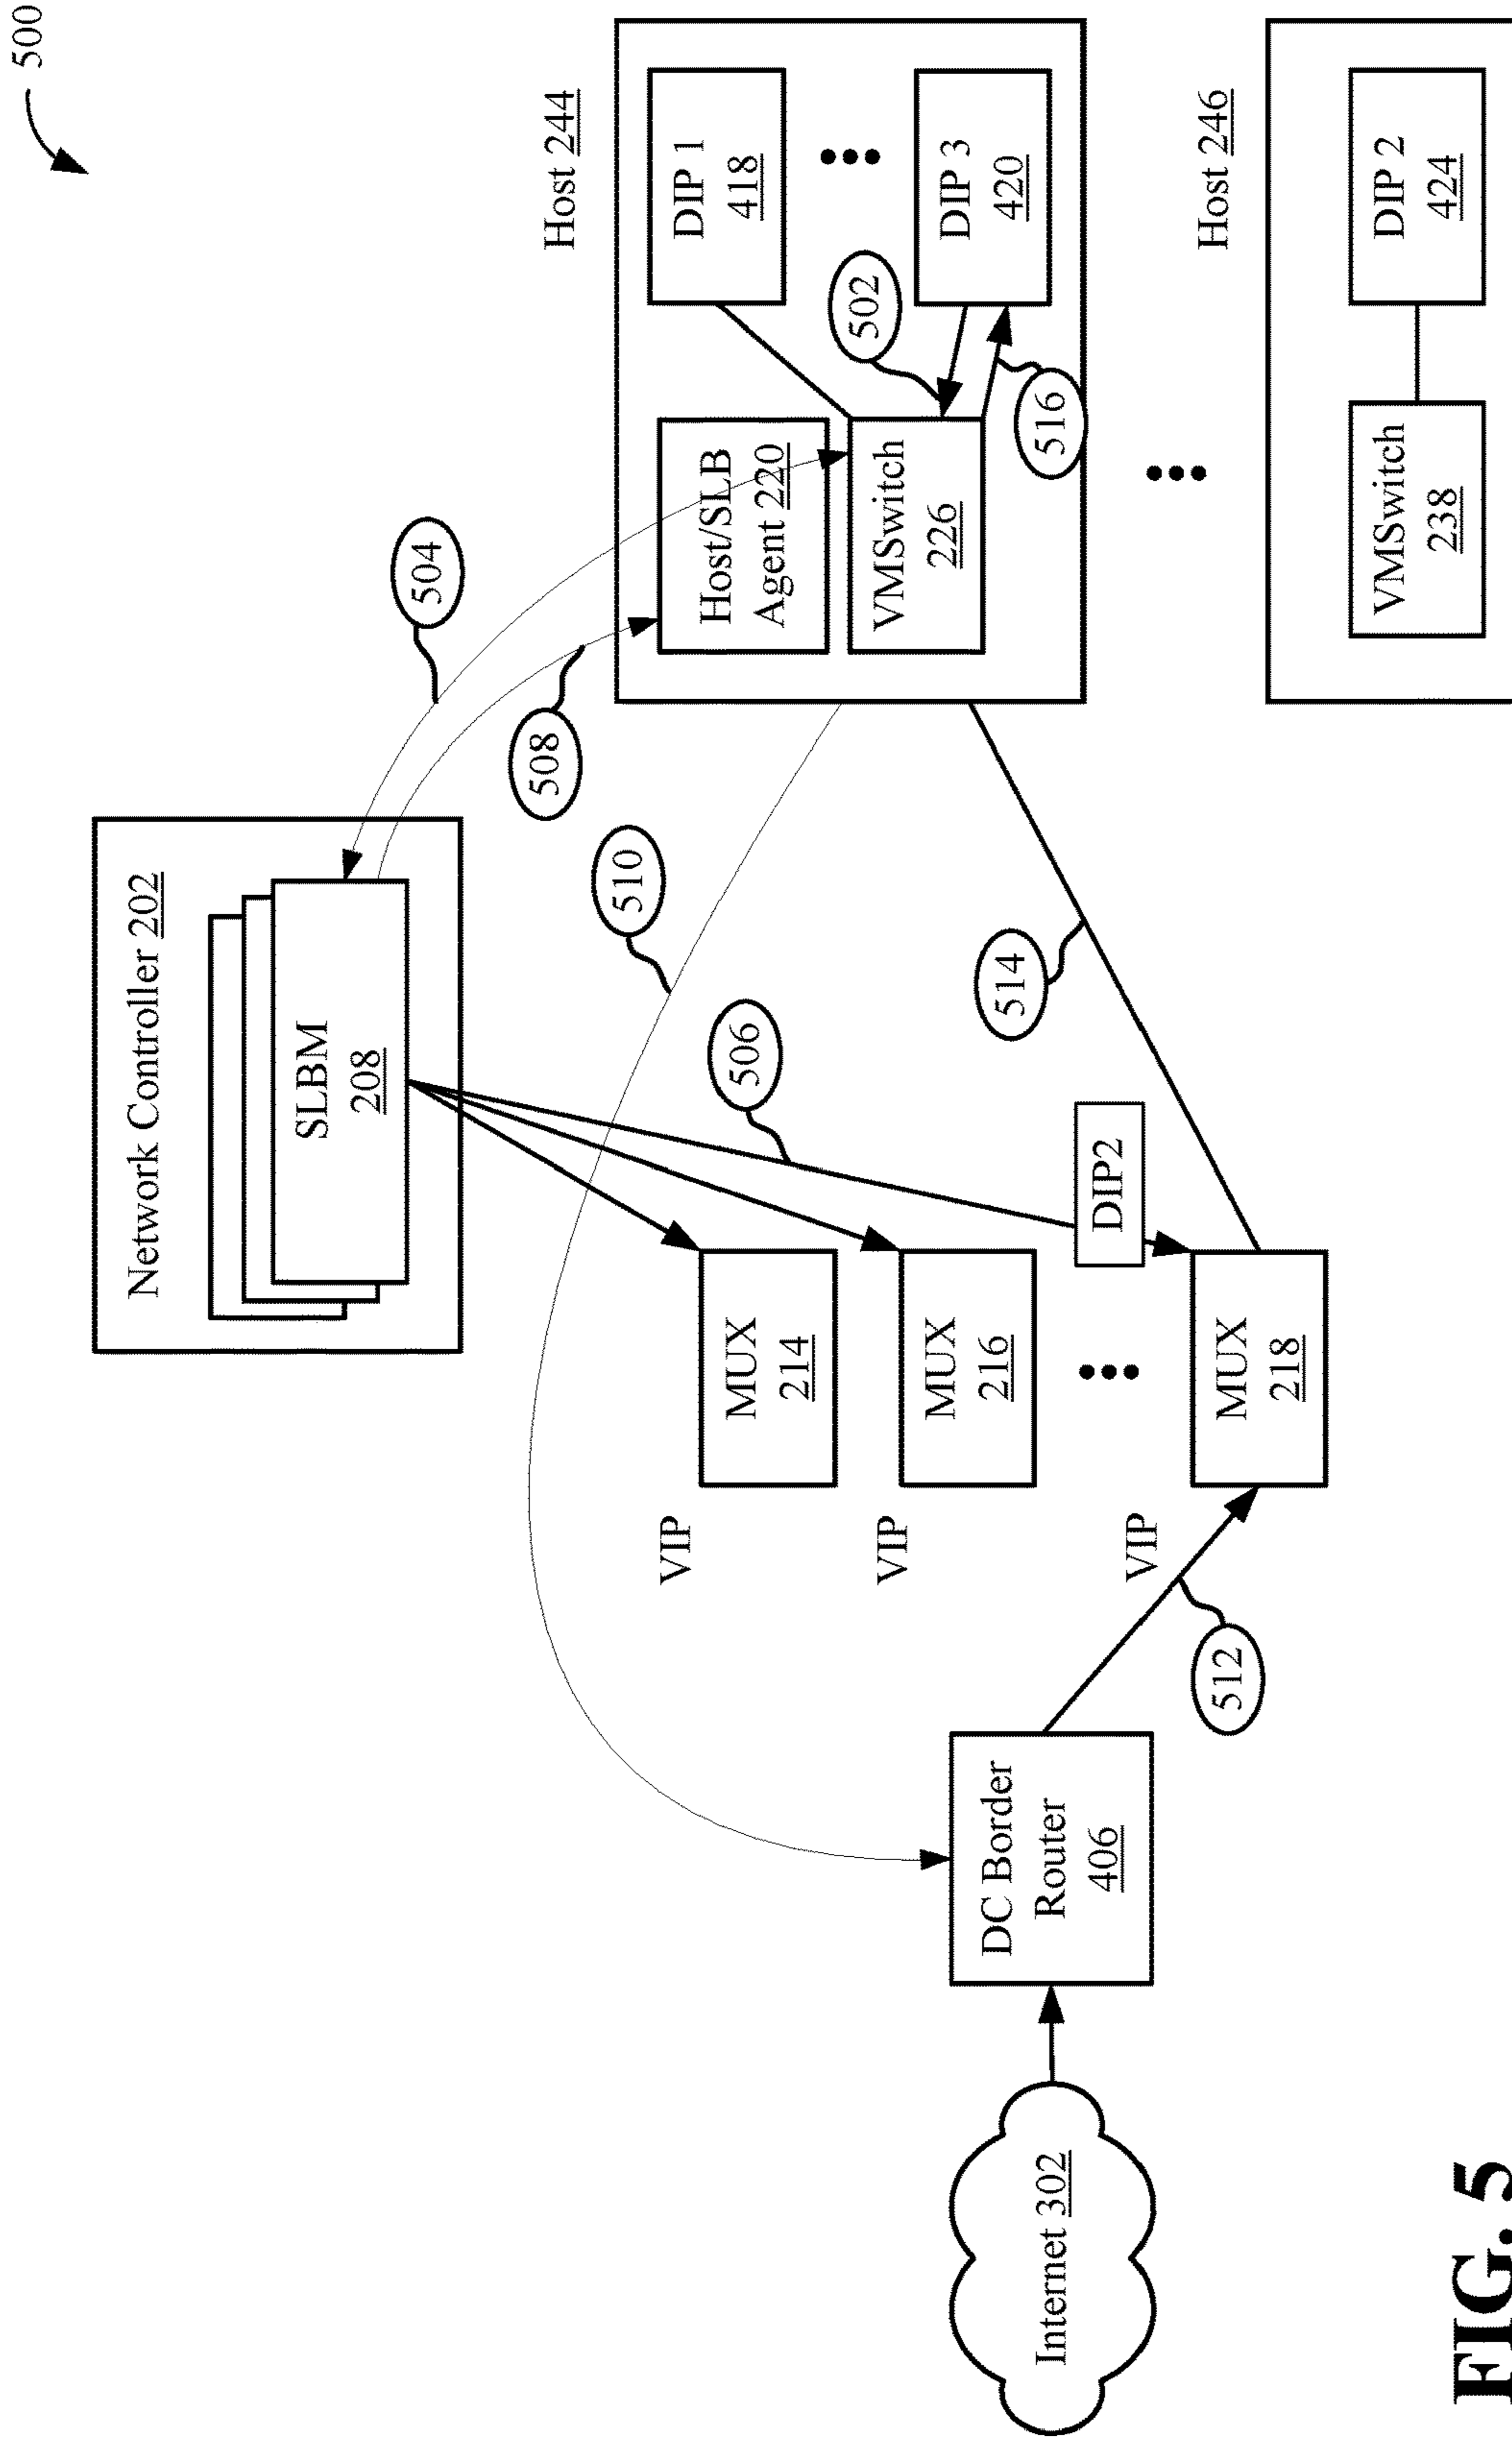 500
Network Controller 202
SLBM
208
504
508
Host 244
Host/SLB
Agent 220
VMSwitch
226
DIP 1
418
DIP 3
420
502
516
510
506
514
DIP2
VIP
MUX
214
VIP
MUX
216
VIP
MUX
218
512
DC Border
Router
406
Internet 302
Host 246
VMSwitch
238
DIP 2
424
FIG. 5